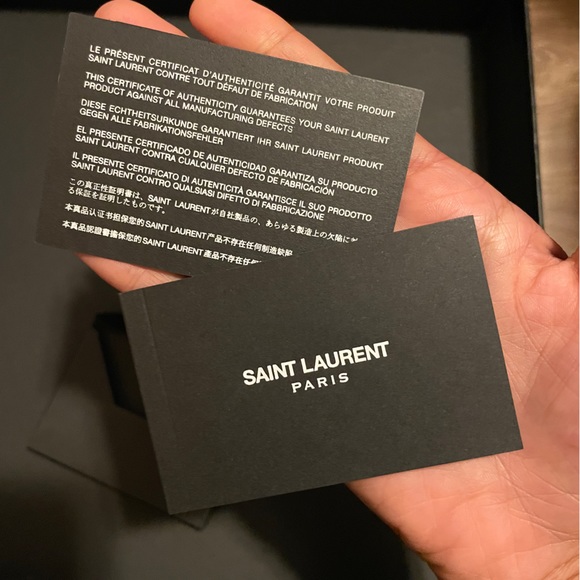 LE PRÉSENT CERTIFICAT D'AUTHENTICITÉ GARANTIT VOTRE PRODUIT
SAINT LAURENT CONTRE TOUT DÉFAUT DE FABRICATION
THIS CERTIFICATE OF AUTHENTICITY GUARANTEES YOUR SAINT LAURENT
PRODUCT AGAINST ALL MANUFACTURING DEFECTS
DIESE ECHTHEITSURKUNDE GARANTIERT IHR SAINT LAURENT PRODUKT
GEGEN ALLE FABRIKATIONSFEHLER
EL PRESENTE CERTIFICADO DE AUTENTICIDAD GARANTIZA SU PRODUCTO
SAINT LAURENT CONTRA CUALQUIER DEFECTO DE FABRICACIÓN
IL PRESENTE CERTIFICATO DI AUTENTICITÀ GARANTISCE IL SUO PRODOTTO
SAINT LAURENT CONTRO QUALSIASI DIFETTO DI FABBRICAZIONE
この真正性証明書は、SAINT LAURENTが自社製品の、あらゆる製造上の欠陥に
る保証を証明したものです。
本真品认证书担保您的SAINT LAURENT产品不存在任何制造缺陷
本真品認證書擔保您的SAINT LAURENT產品不存在任何
SAINT LAURENT
PARIS